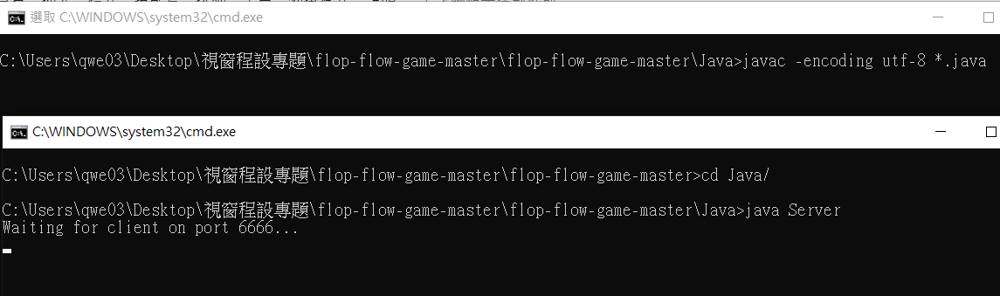 選取 C:\WINDOWS\system32\cmd.exe
C:\Users\qwe03\Desktop\視窗程設專題\flop-flow-game-master\flop-flow-game-master\Java>javac -encoding utf-8 *.java
C:\WINDOWS\system32\cmd.exe
C:\Users\qwe03\Desktop\視窗程設專題\flop-flow-game-master\flop-flow-game-master>cd Java/
C:\Users\qwe03\Desktop\視窗程設專題\flop-flow-game-master\flop-flow-game-master\Java>java Server
Waiting for client on port 6666...